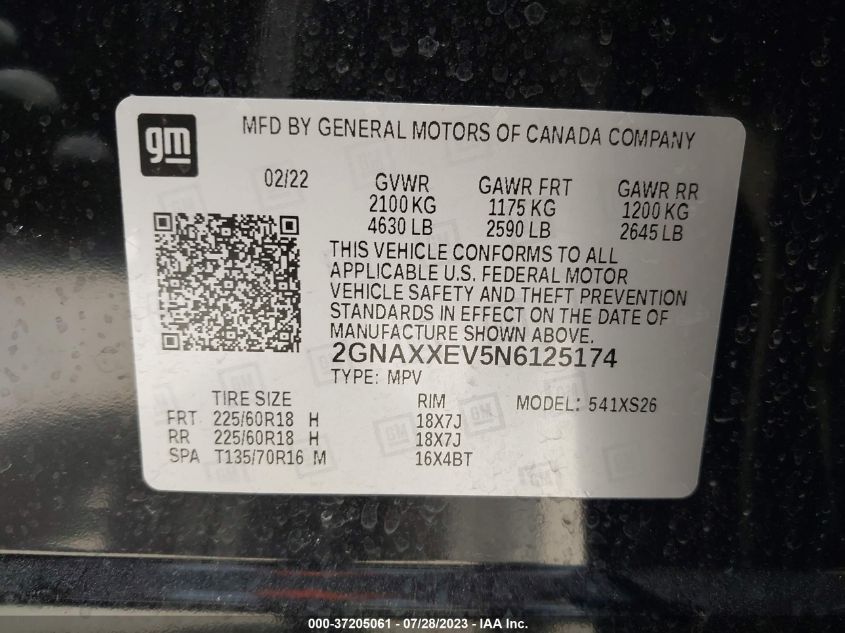 gm
MFD BY GENERAL MOTORS OF CANADA COMPANY
02/22 GVWR GAWR FRT GAWR RR
2100 KG 1175 KG 1200 KG
4630 LB 2590 LB 2645 LB
THIS VEHICLE CONFORMS TO ALL
APPLICABLE U.S. FEDERAL MOTOR
VEHICLE SAFETY AND THEFT PREVENTION
STANDARDS IN EFFECT ON THE DATE OF
MANUFACTURE SHOWN ABOVE.
2GNAXXEV5N6125174
TYPE: MPV
TIRE SIZE RIM MODEL: 541XS26
FRT 225/60R18 H 18X7J
RR 225/60R18 H 18X7J
SPA T135/70R16 M 16X4BT
000-37205061 - 07/28/2023 - IAA Inc.